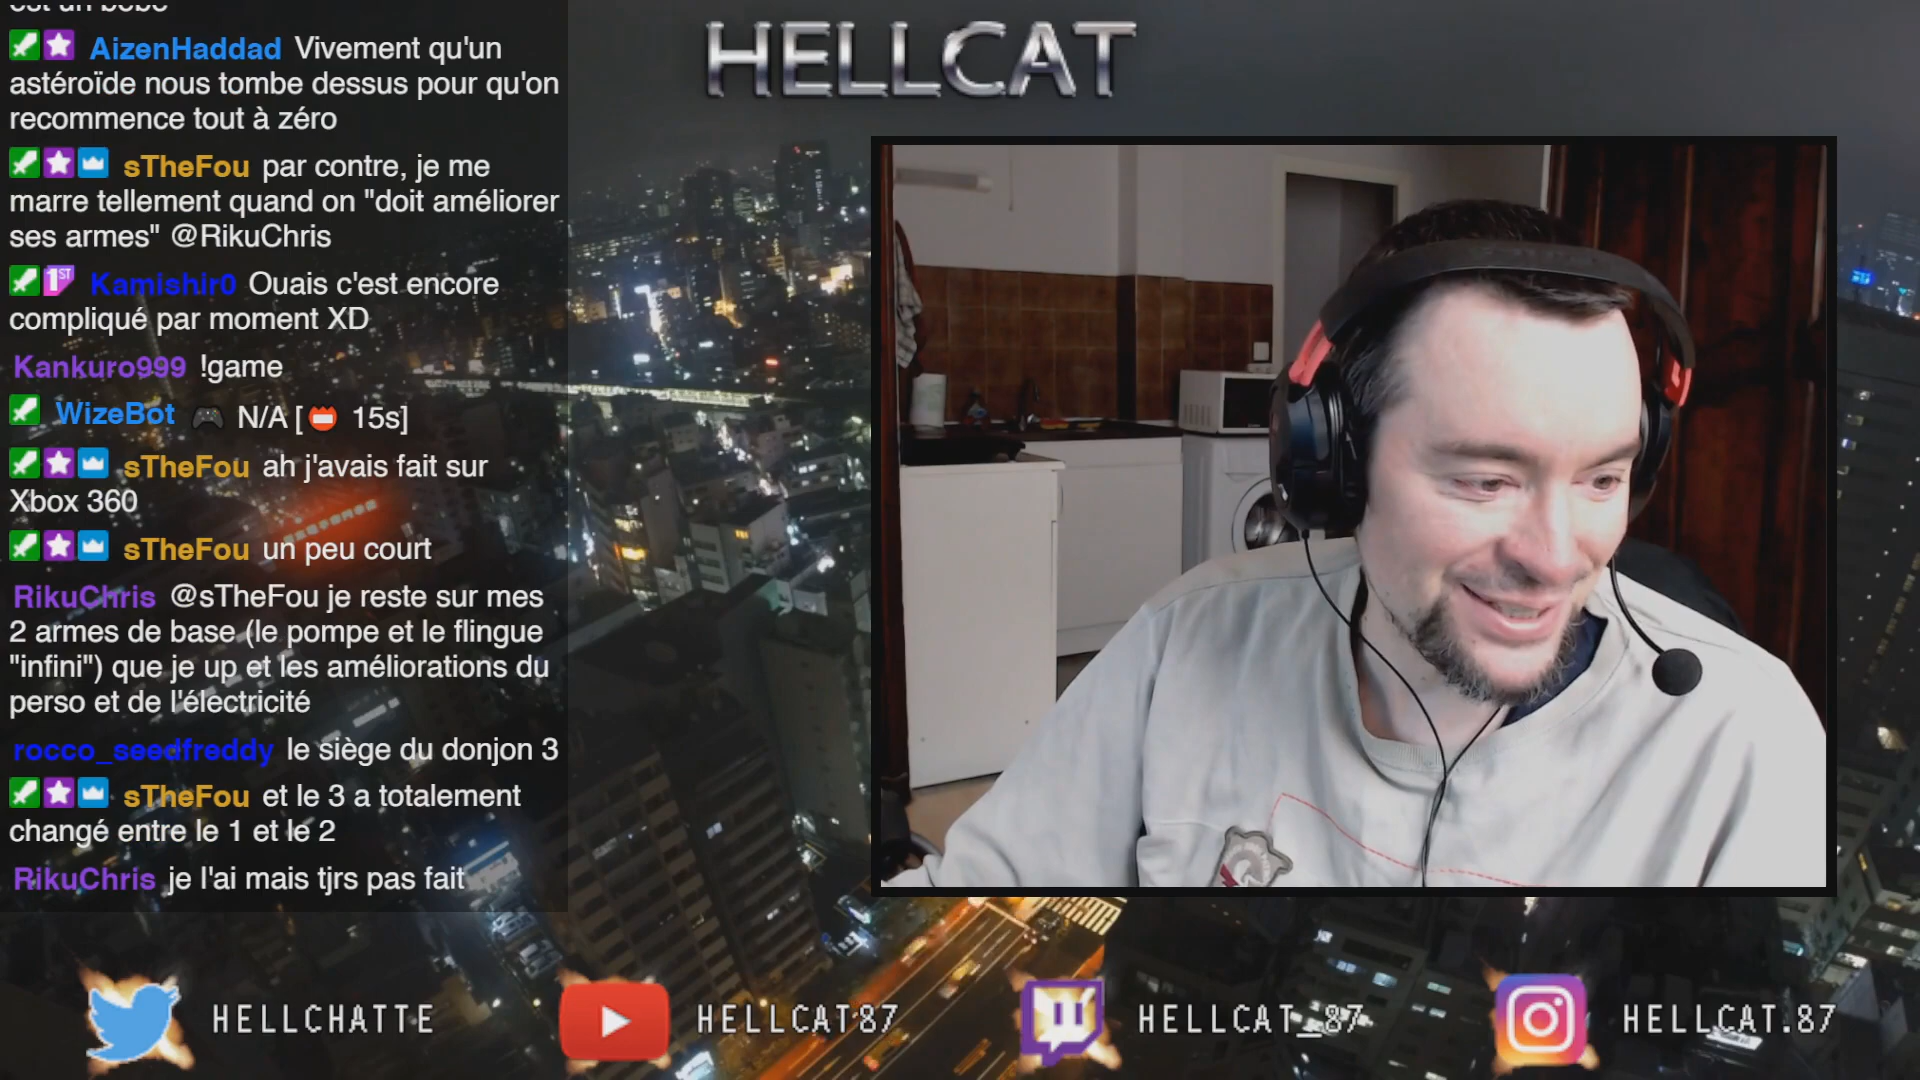 HELLCAT
AizenHaddad Vivement qu'un
astéroïde nous tombe dessus pour qu'on
recommence tout à zéro
sTheFou par contre, je me
marre tellement quand on "doit améliorer
ses armes" @RikuChris
1ST Kamishir0 Ouais c'est encore
compliqué par moment XD
Kankuro999 !game
WizeBot N/A [ 15s]
sTheFou ah j'avais fait sur
Xbox 360
sTheFou un peu court
RikuChris @sTheFou je reste sur mes
2 armes de base (le pompe et le flingue
"infini") que je up et les améliorations du
perso et de l'électricité
rocco_seedfreddy le siège du donjon 3
sTheFou et le 3 a totalement
changé entre le 1 et le 2
RikuChris je l'ai mais tjrs pas fait
HELLCHATTE
HELLCAT87
HELLCAT_87
HELLCAT.87